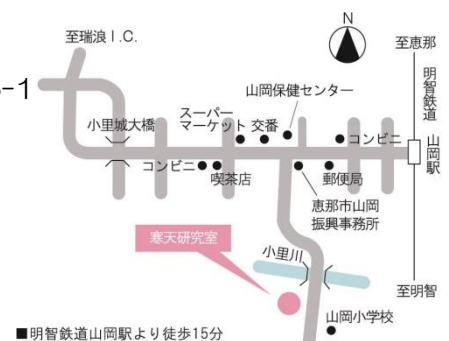 N
至瑞浪I.C.
至恵那
-1
明智鉄道
山岡保健センター
スーパー
マーケット
交番
小里城大橋
コンビニ
山岡駅
コンビニ
喫茶店
郵便局
恵那市山岡
振興事務所
寒天研究室
小里川
至明智
山岡小学校
■明智鉄道山岡駅より徒歩15分